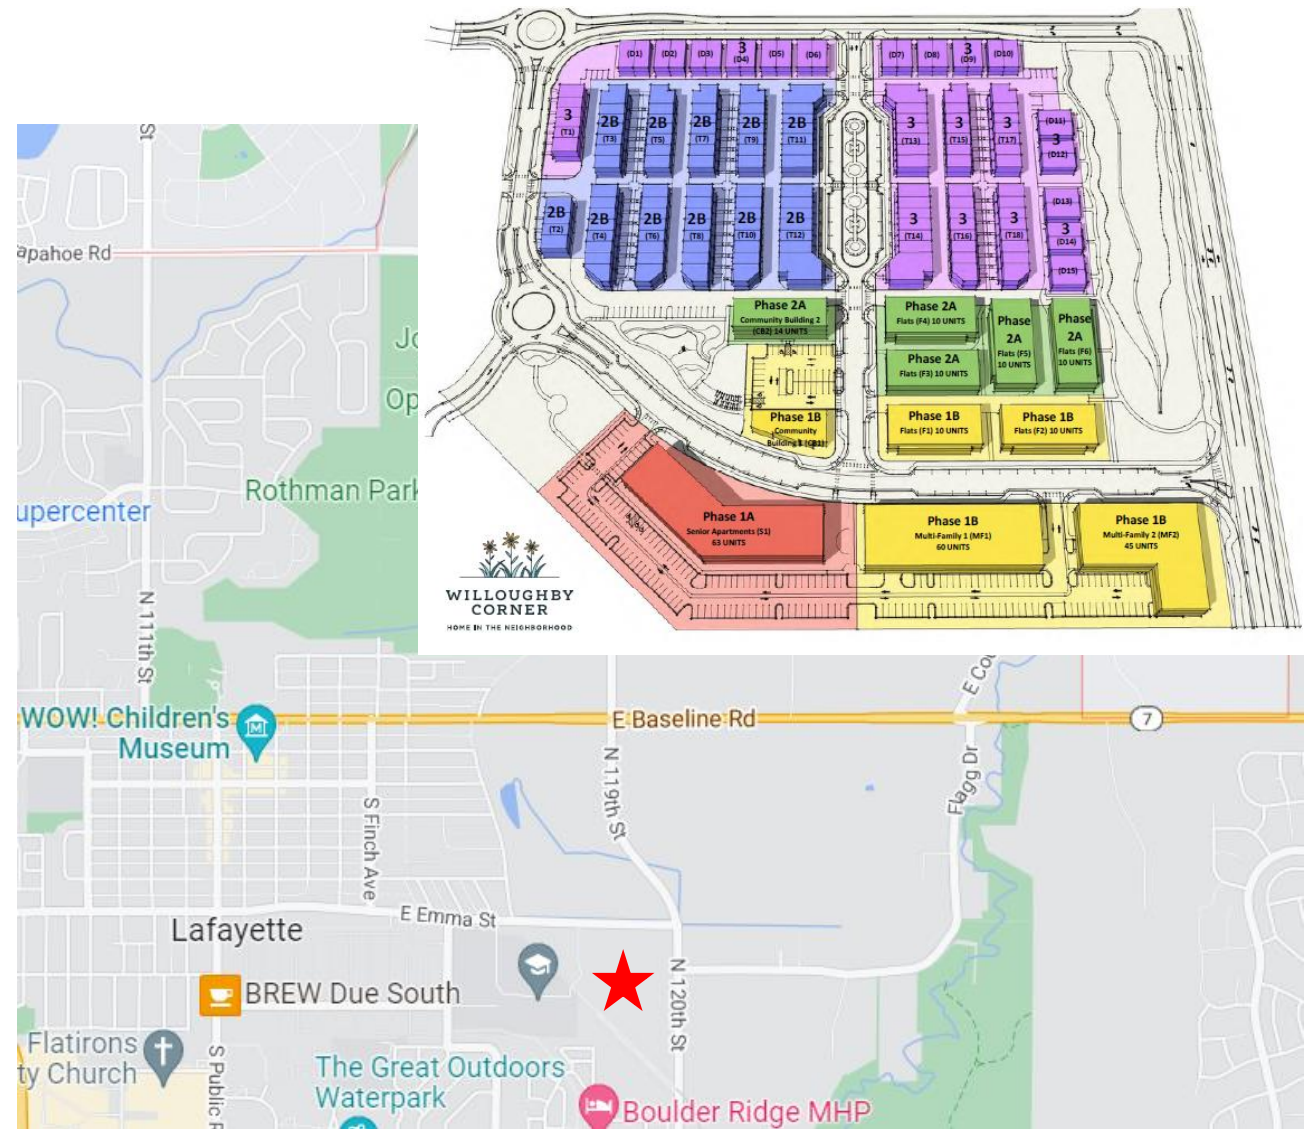 (D1)
(D2)
(D3)
3
(D4)
(D5)
(D6)
(D7)
(D8)
3
(D9)
(D10)
3
(T1)
2B
(T3)
2B
(T5)
2B
(T7)
2B
(T9)
2B
(T11)
3
(T13)
3
(T15)
3
(T17)
(D11)
3
(D12)
2B
(T2)
2B
(T4)
2B
(T6)
2B
(T8)
2B
(T10)
2B
(T12)
3
(T14)
3
(T16)
3
(T18)
(D13)
3
(D14)
(D15)
Phase 2A
Community Building 2
(CB2) 14 UNITS
Phase 2A
Flats (F4) 10 UNITS
Phase 2A
Flats (F3) 10 UNITS
Phase
2A
Flats (F5)
10 UNITS
Phase
2A
Flats (F6)
10 UNITS
Phase 1B
Community
Building 1 (CB1)
Phase 1B
Flats (F1) 10 UNITS
Phase 1B
Flats (F2) 10 UNITS
Phase 1A
Senior Apartments (S1)
63 UNITS
Phase 1B
Multi-Family 1 (MF1)
60 UNITS
Phase 1B
Multi-Family 2 (MF2)
45 UNITS
WILLOUGHBY
CORNER
HOME IN THE NEIGHBORHOOD
St
apahoe Rd
Jo
Op
Rothman Park
upercenter
N 111th St
WOW! Children's
Museum
E Baseline Rd
E Cou
7
N 119th St
Flagg Dr
S Finch Ave
E Emma St
Lafayette
BREW Due South
N 120th St
Flatirons
ty Church
S Public R
The Great Outdoors
Waterpark
Boulder Ridge MHP